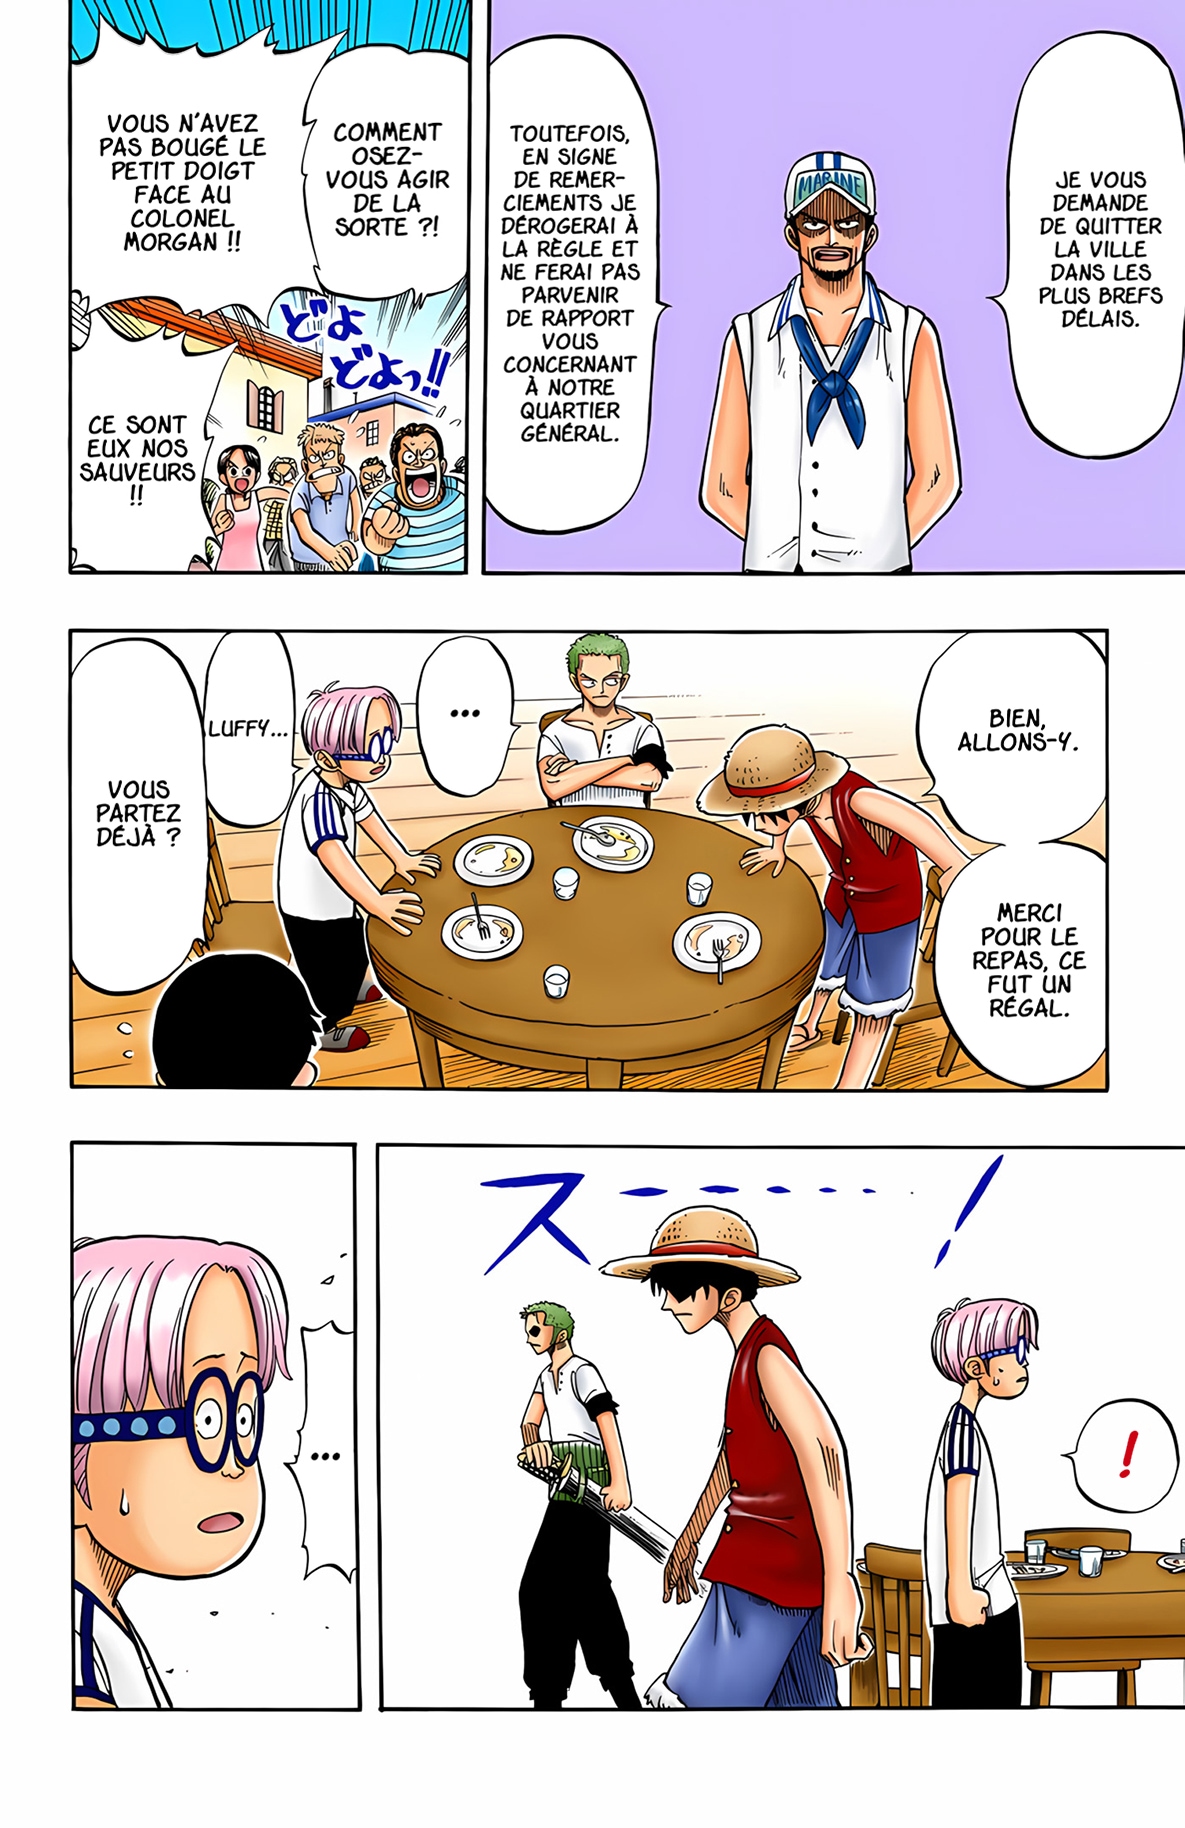 JE VOUS
DEMANDE
DE QUITTER
LA VILLE
DANS LES
PLUS BREFS
DÉLAIS.
MARINE
TOUTEFOIS,
EN SIGNE
DE REMER-
CIEMENTS JE
DÉROGERAI À
LA RÈGLE ET
NE FERAI PAS
PARVENIR
DE RAPPORT
VOUS
CONCERNANT
À NOTRE
QUARTIER
GÉNÉRAL.
COMMENT
OSEZ-
VOUS AGIR
DE LA
SORTE ?!
VOUS N'AVEZ
PAS BOUGÉ LE
PETIT DOIGT
FACE AU
COLONEL
MORGAN !!
どよ
どよっ!!
CE SONT
EUX NOS
SAUVEURS
!!
BIEN,
ALLONS-Y.
MERCI
POUR LE
REPAS, CE
FUT UN
RÉGAL.
...
LUFFY...
VOUS
PARTEZ
DÉJÀ ?
!
スーーー!
...